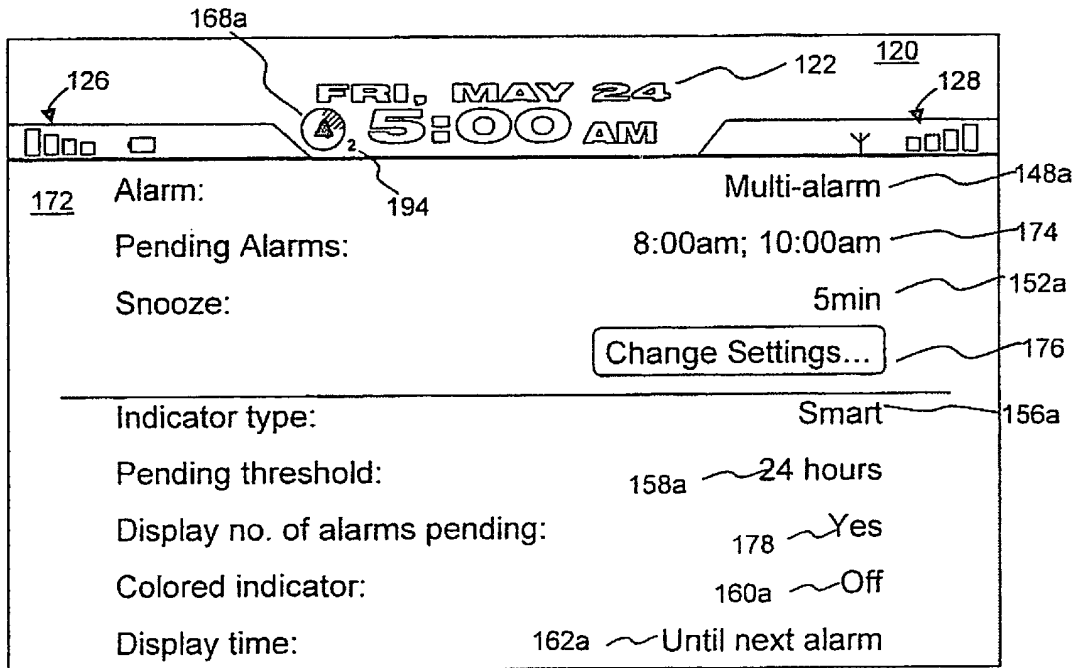 168a
120
126
FRI, MAY 24
122
128
5:00 AM
2
194
172
Alarm:
Multi-alarm
148a
Pending Alarms:
8:00am; 10:00am
174
Snooze:
5min
152a
Change Settings...
176
Indicator type:
Smart
156a
Pending threshold:
158a
24 hours
Display no. of alarms pending:
178
Yes
Colored indicator:
160a
Off
Display time:
162a
Until next alarm